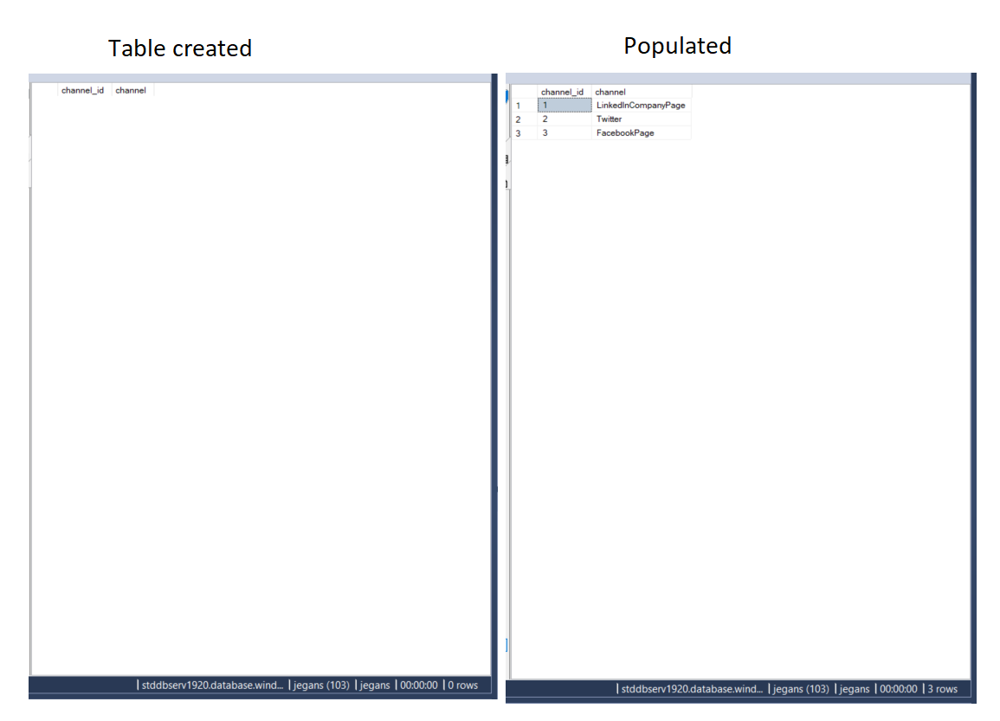 Table created
Populated
channel_id channel
stddbserv1920.database.wind... jegans (103) jegans 00:00:00 0 rows
channel_id channel
1 1 LinkedInCompanyPage
2 2 Twitter
3 3 FacebookPage
stddbserv1920.database.wind... jegans (103) jegans 00:00:00 3 rows